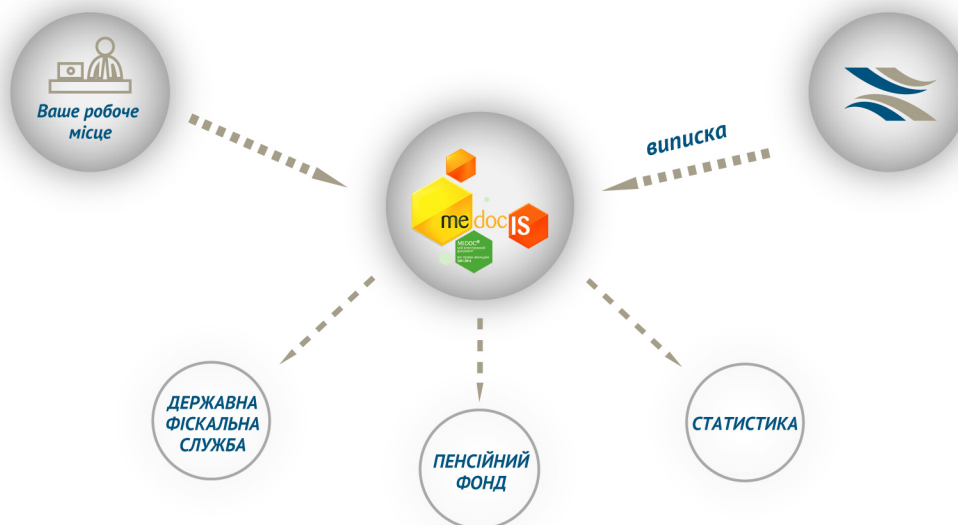 Ваше робоче
місце
виписка
me doc IS
MEDOC®
ДЕРЖАВНА
ФІСКАЛЬНА
СЛУЖБА
ПЕНСІЙНИЙ
ФОНД
СТАТИСТИКА